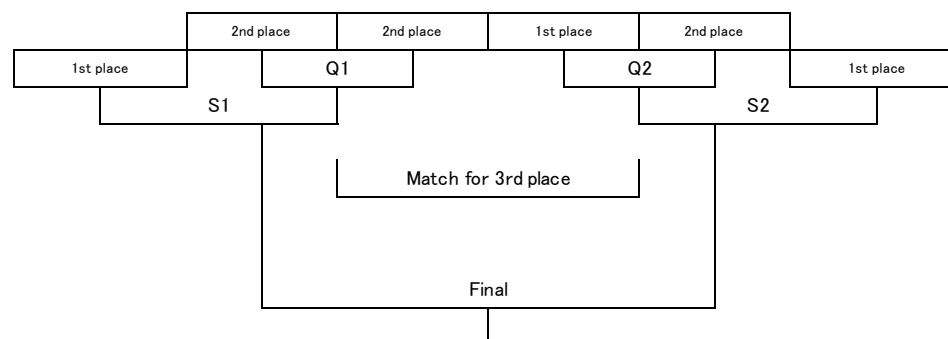 2nd place 2nd place 1st place 2nd place
1st place Q1 Q2 1st place
S1 S2
Match for 3rd place
Final